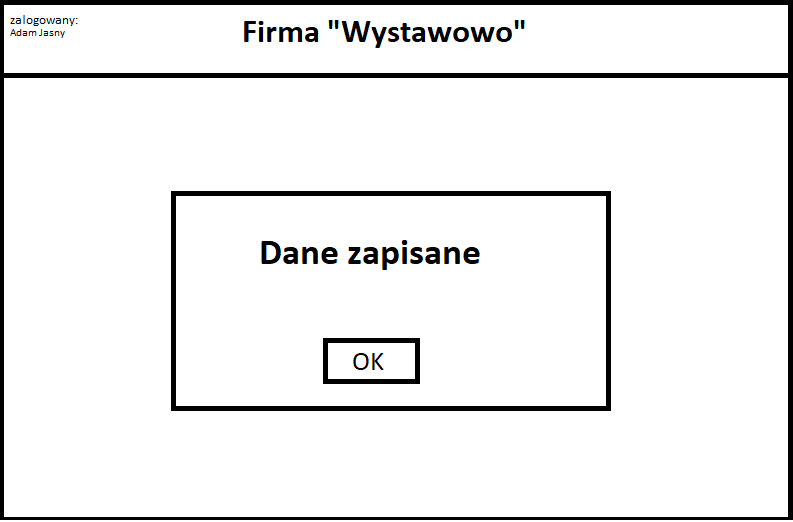 zalogowany:
Adam Jasny
Firma "Wystawowo"
Dane zapisane
OK